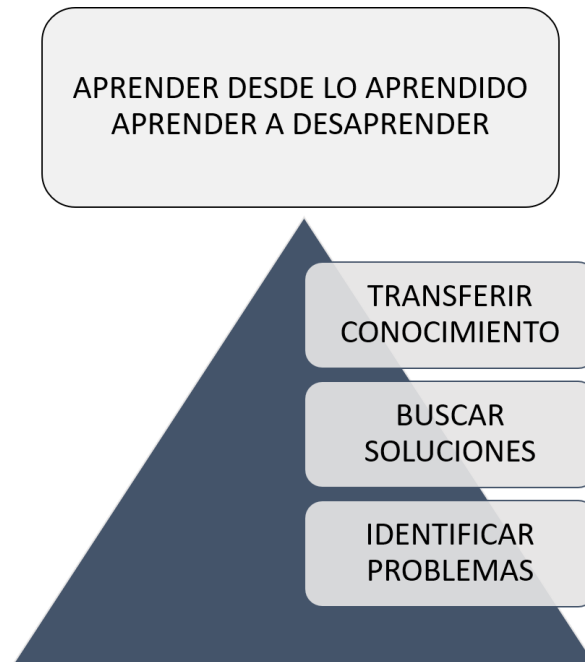 APRENDER DESDE LO APRENDIDO
APRENDER A DESAPRENDER
TRANSFERIR
CONOCIMIENTO
BUSCAR
SOLUCIONES
IDENTIFICAR
PROBLEMAS